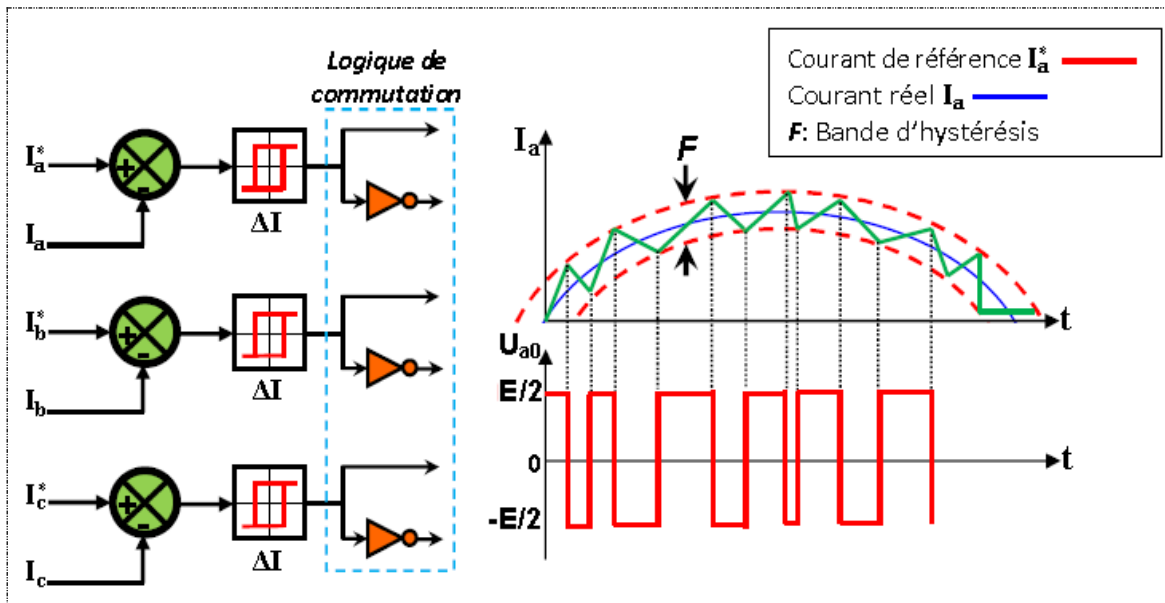 Logique de
commutation
I*a
+
-
Ia
ΔI
I*b
+
-
Ib
ΔI
I*c
+
-
Ic
ΔI
Courant de référence I*a
Courant réel Ia
F: Bande d'hystérésis
Ia
F
t
Ua0
E/2
0
t
-E/2